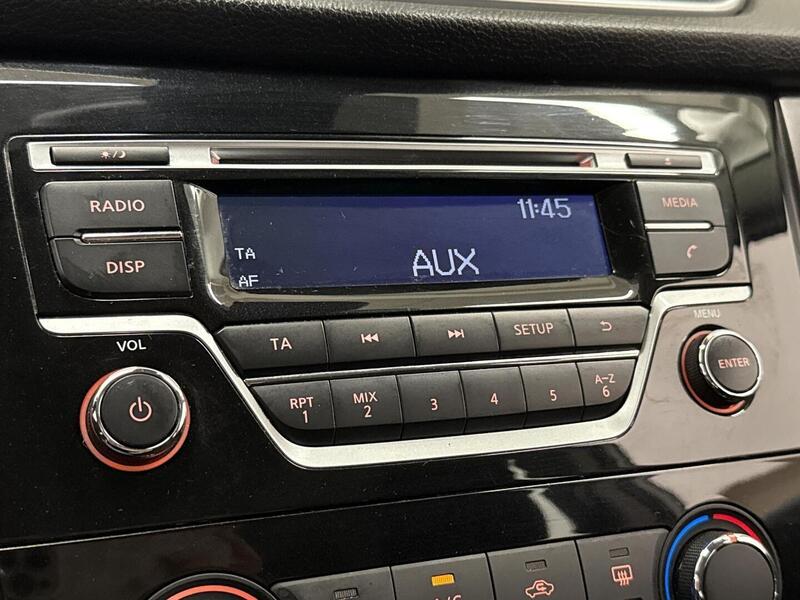 RADIO
DISP
11:45
TA
AUX
AF
MEDIA
VOL
MENU
TA
SETUP
ENTER
RPT
1
MIX
2
3
4
5
A-Z
6
A/C